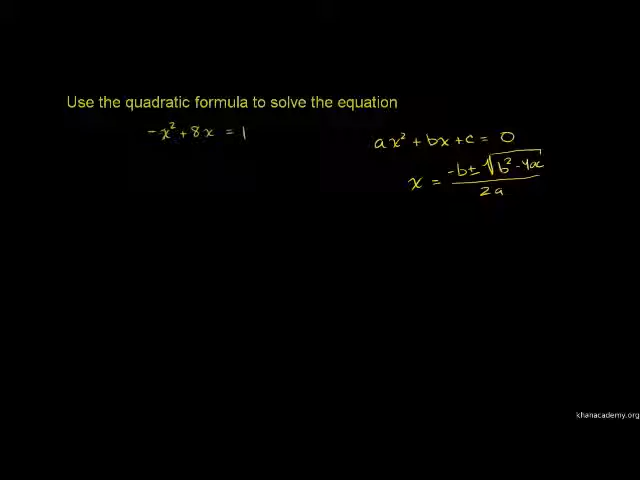 Use the quadratic formula to solve the equation
-x² + 8x = 1
ax² + bx + c = 0
x = (-b ± √(b² - 4ac)) / 2a
khanacademy.org